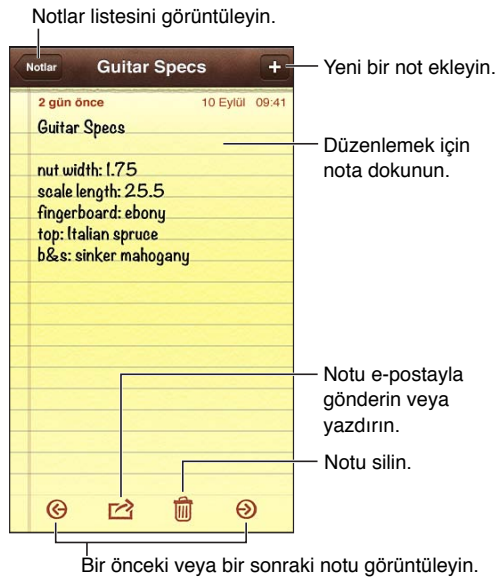 Notlar listesini görüntüleyin.
Notlar
Guitar Specs
+
Yeni bir not ekleyin.
2 gün önce
10 Eylül 09:41
Guitar Specs
Düzenlemek için
nota dokunun.
nut width: 1.75
scale length: 25.5
fingerboard: ebony
top: Italian spruce
b&s: sinker mahogany
Notu e-postayla
gönderin veya
yazdırın.
Notu silin.
Bir önceki veya bir sonraki notu görüntüleyin.